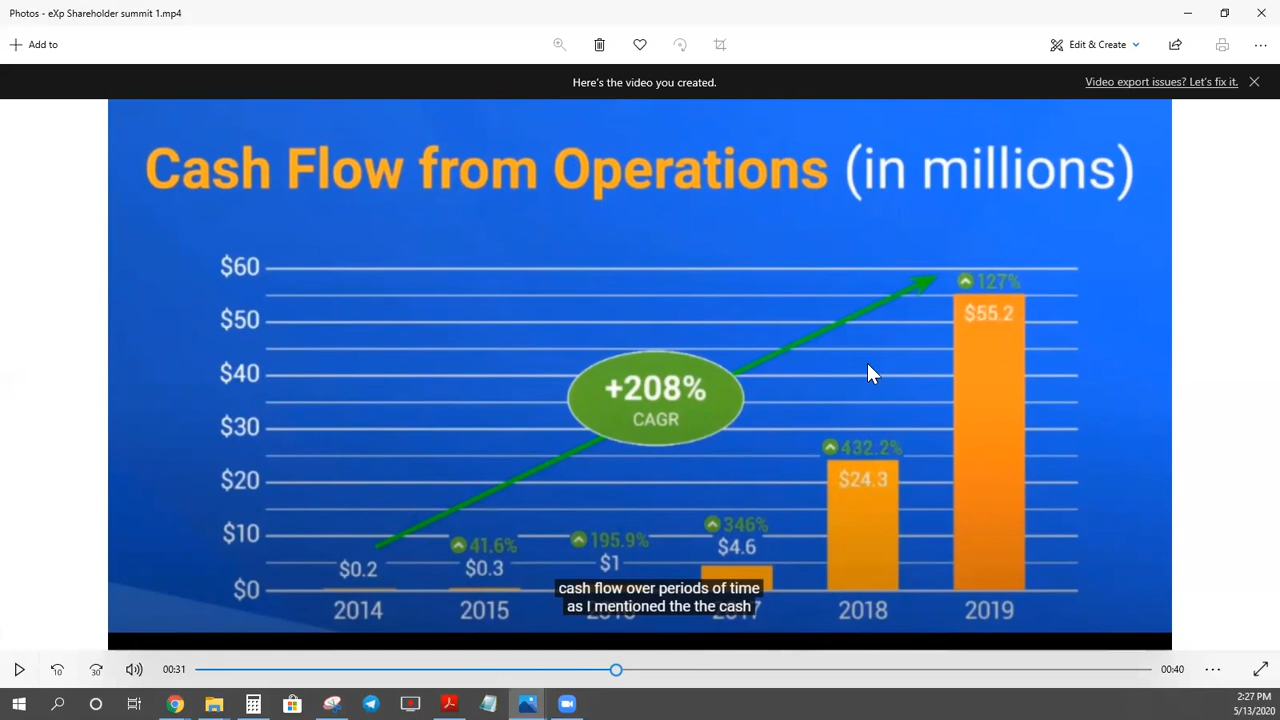 Photos - eXp Shareholder summit 1.mp4
Add to
Edit & Create
Here's the video you created.
Video export issues? Let's fix it.
Cash Flow from Operations (in millions)
$60
127%
$50
$55.2
$40
+208%
CAGR
$30
432.2%
$20
$24.3
$10
346%
195.9%
41.6%
$4.6
$1
$0.3
$0.2
$0
cash flow over periods of time
as I mentioned the the cash
2014 2015 2018 2019
10
30
00:31
00:40
2:27 PM
5/13/2020